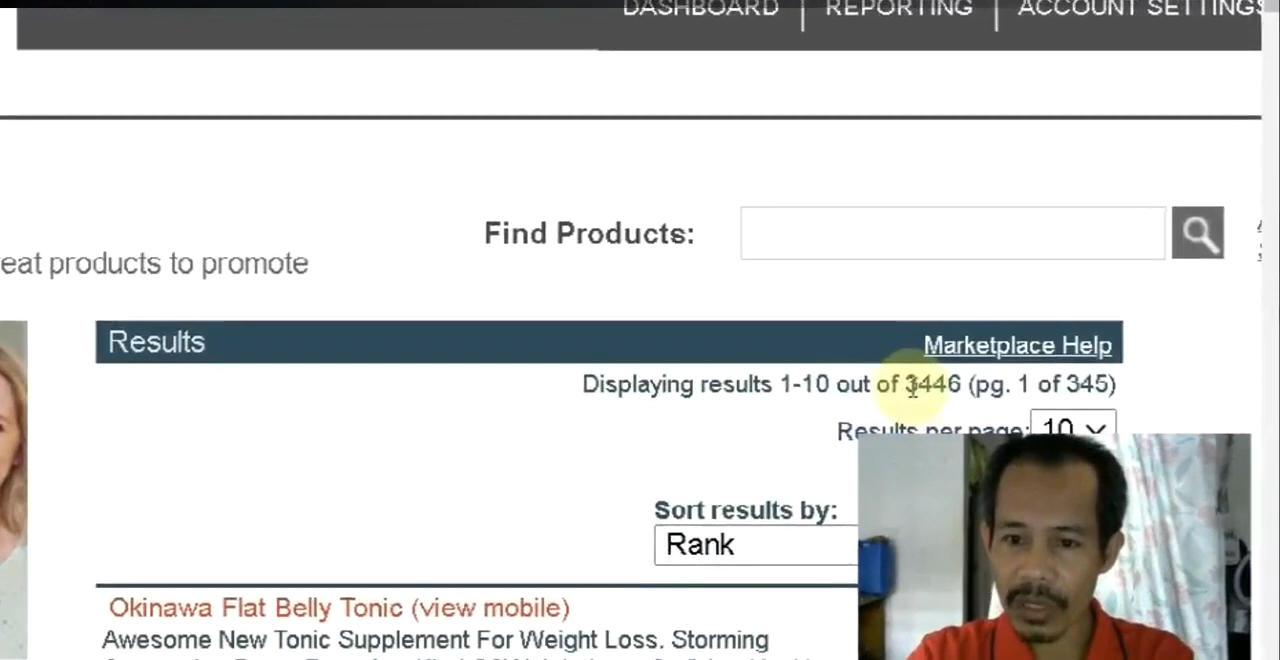 DASHBOARD | REPORTING | ACCOUNT SETTINGS
Find Products:
eat products to promote
Results
Marketplace Help
Displaying results 1-10 out of 3446 (pg. 1 of 345)
Results per page: 10
Sort results by:
Rank
Okinawa Flat Belly Tonic (view mobile)
Awesome New Tonic Supplement For Weight Loss. Storming